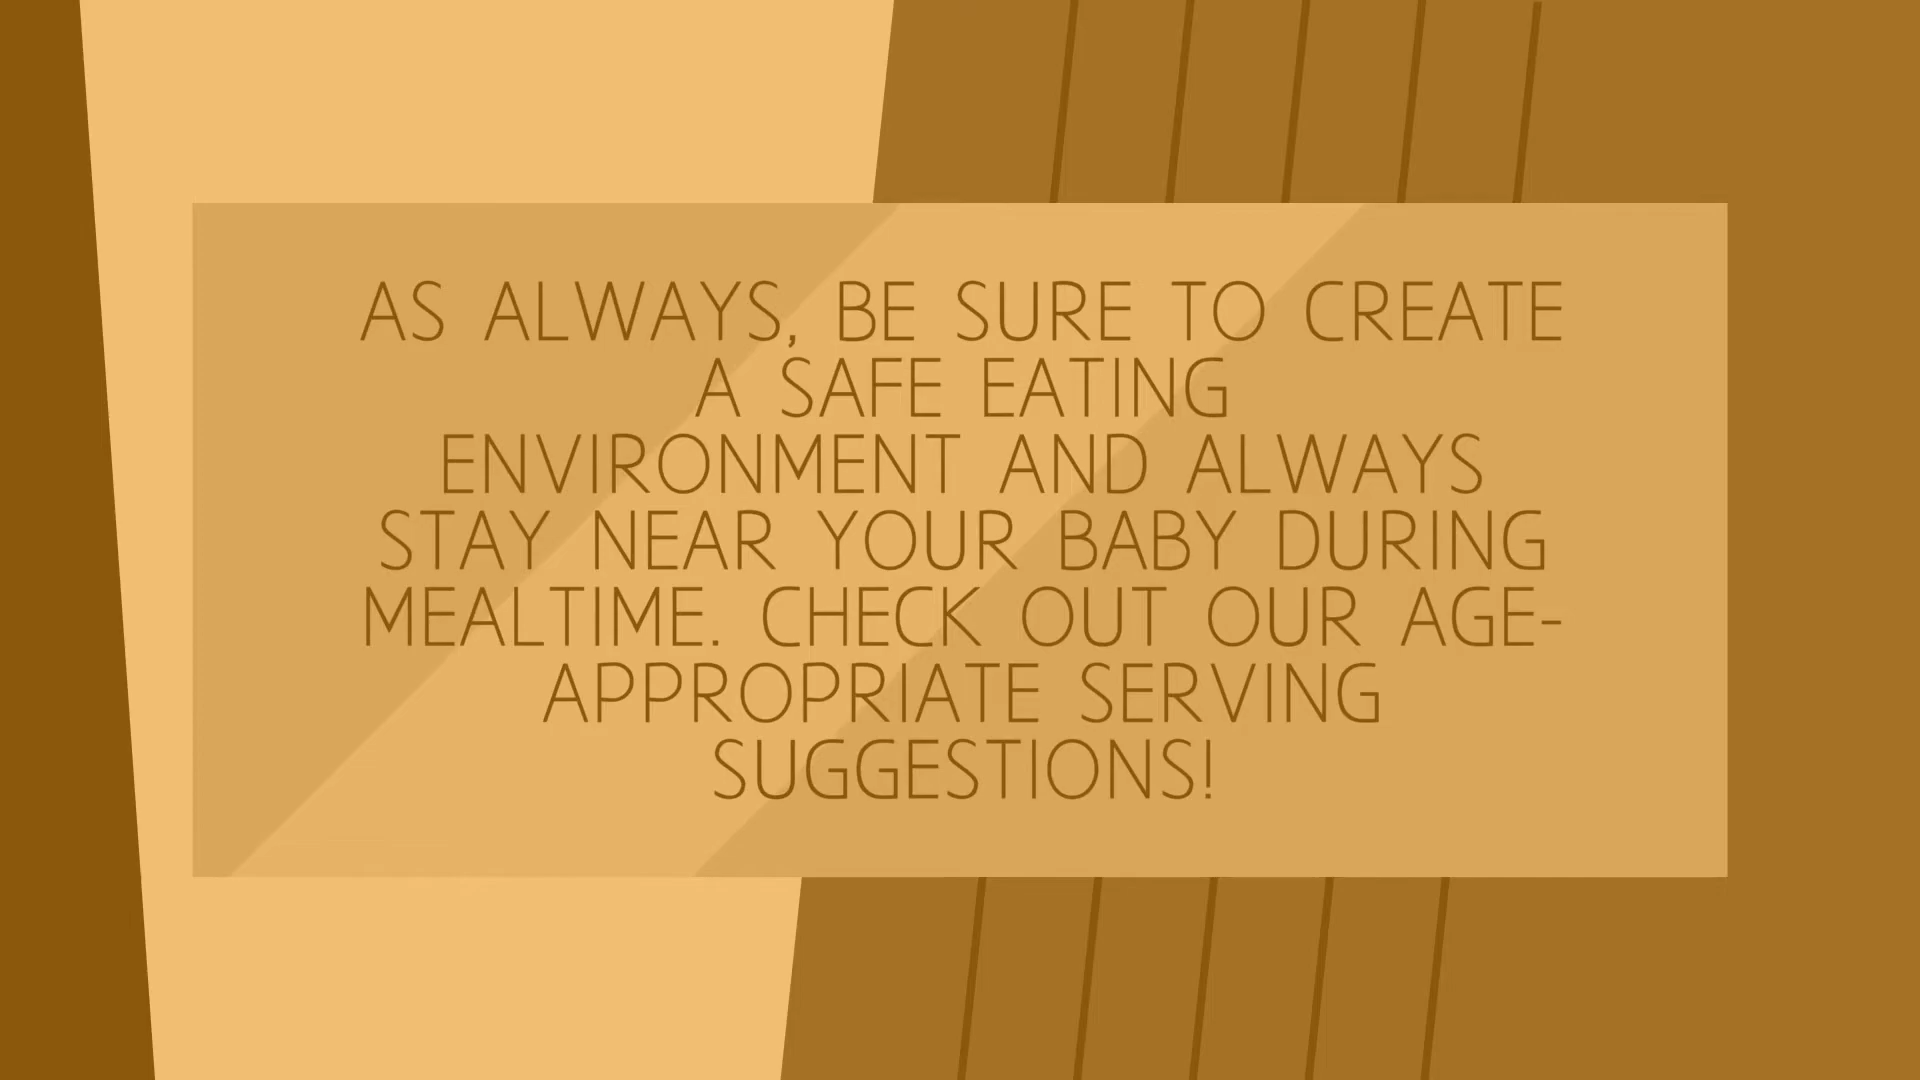 AS ALWAYS, BE SURE TO CREATE
A SAFE EATING
ENVIRONMENT AND ALWAYS
STAY NEAR YOUR BABY DURING
MEALTIME. CHECK OUT OUR AGE-
APPROPRIATE SERVING
SUGGESTIONS!